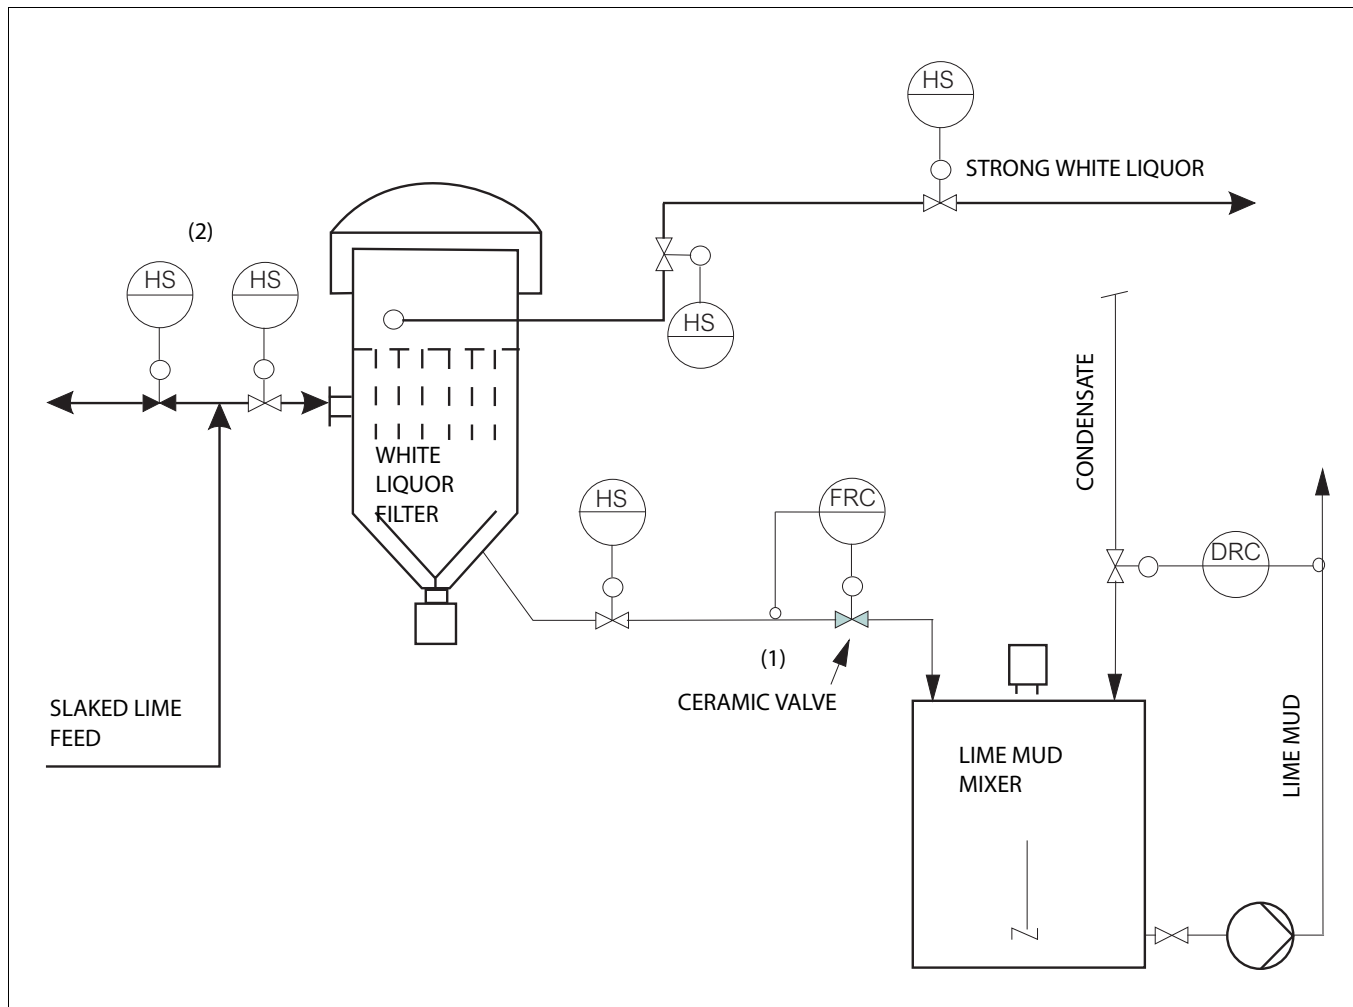 HS
STRONG WHITE LIQUOR
(2)
HS
HS
HS
CONDENSATE
WHITE
LIQUOR
FILTER
HS
FRC
DRC
(1)
CERAMIC VALVE
SLAKED LIME
FEED
LIME MUD
MIXER
LIME MUD